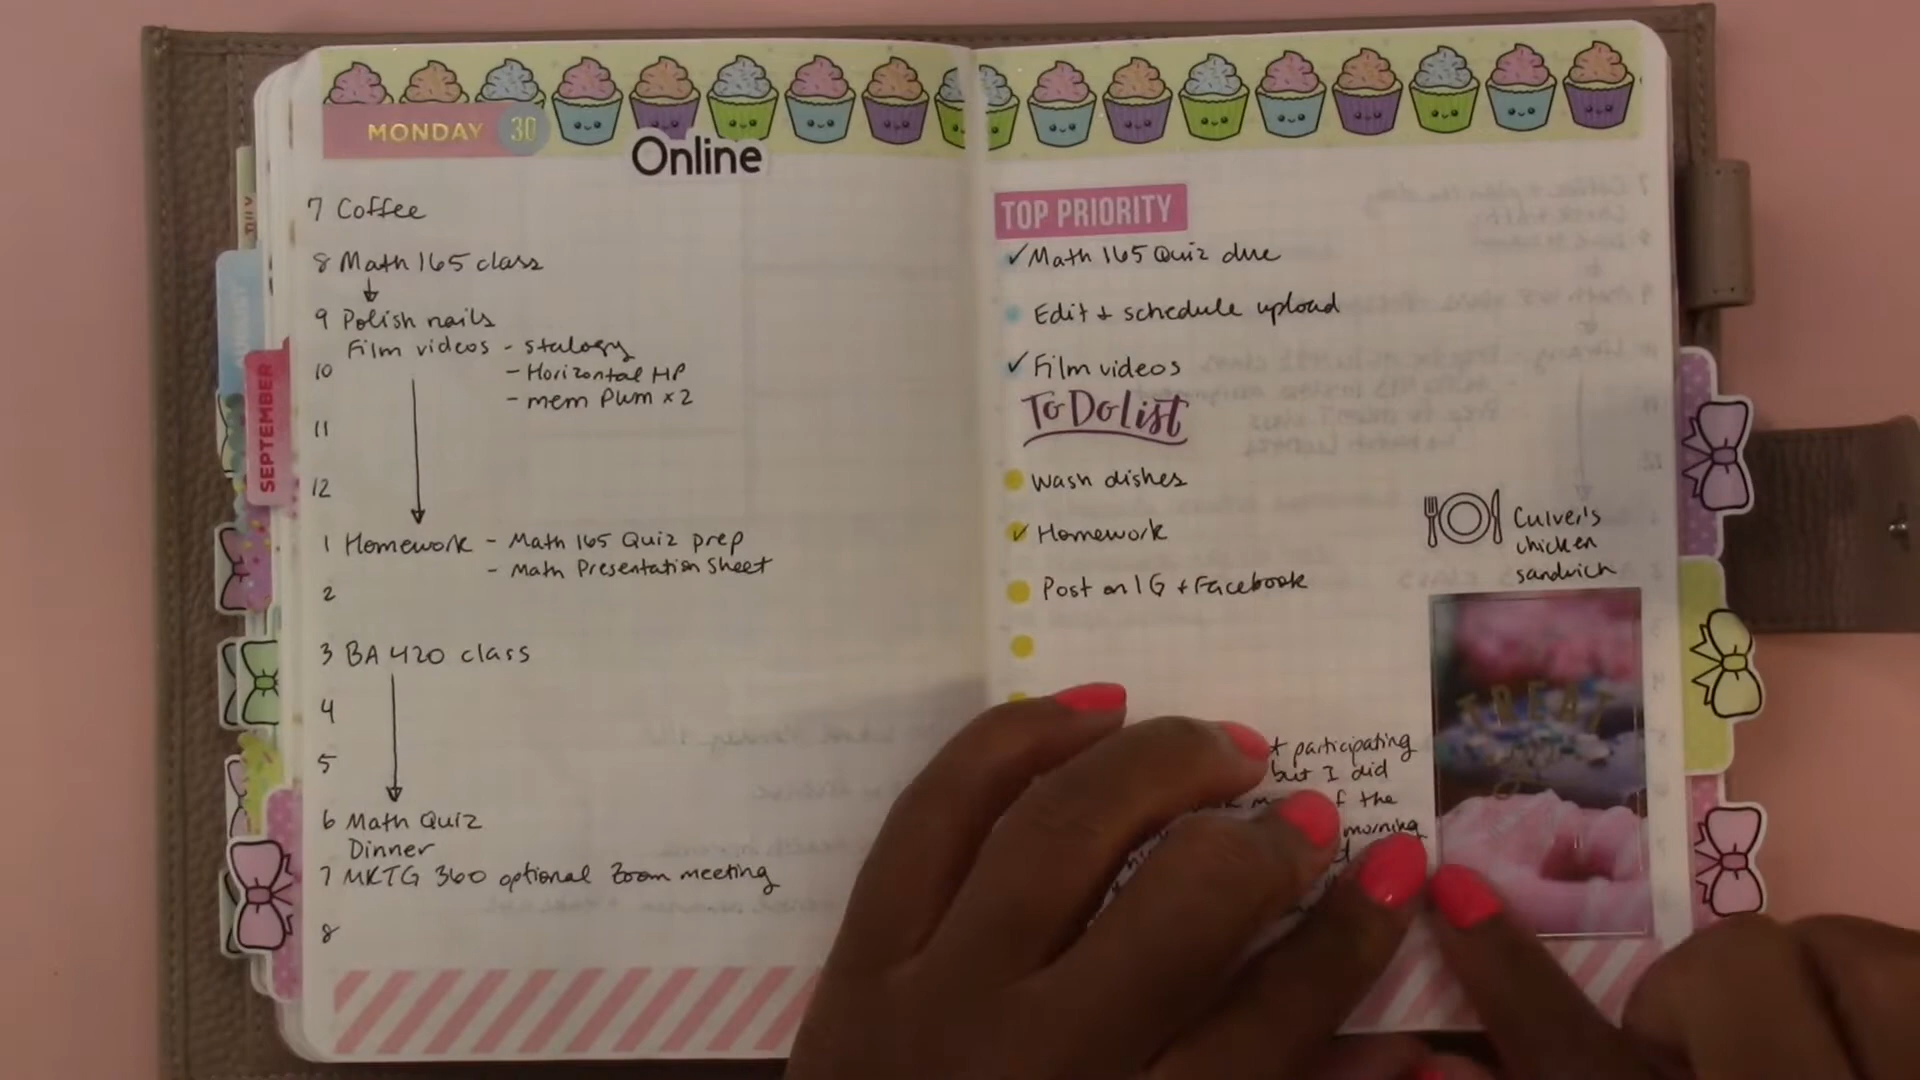 MONDAY 30
Online
7 Coffee
8 Math 165 class
9 Polish nails
Film videos - stalogy
10 - Horizontal HP
- mem PWM x2
11
12
1 Homework - Math 165 Quiz prep
- Math Presentation Sheet
2
3 BA 420 class
4
5
6 Math Quiz
Dinner
7 MKTG 360 optional Zoom meeting
8
SEPTEMBER
TOP PRIORITY
✓ Math 165 Quiz due
Edit + schedule upload
✓ Film videos
To Do List
Wash dishes
✓ Homework
Post on IG + Facebook
Culver's
chicken
sandwich
participating
but I did
the
morning
TREAT